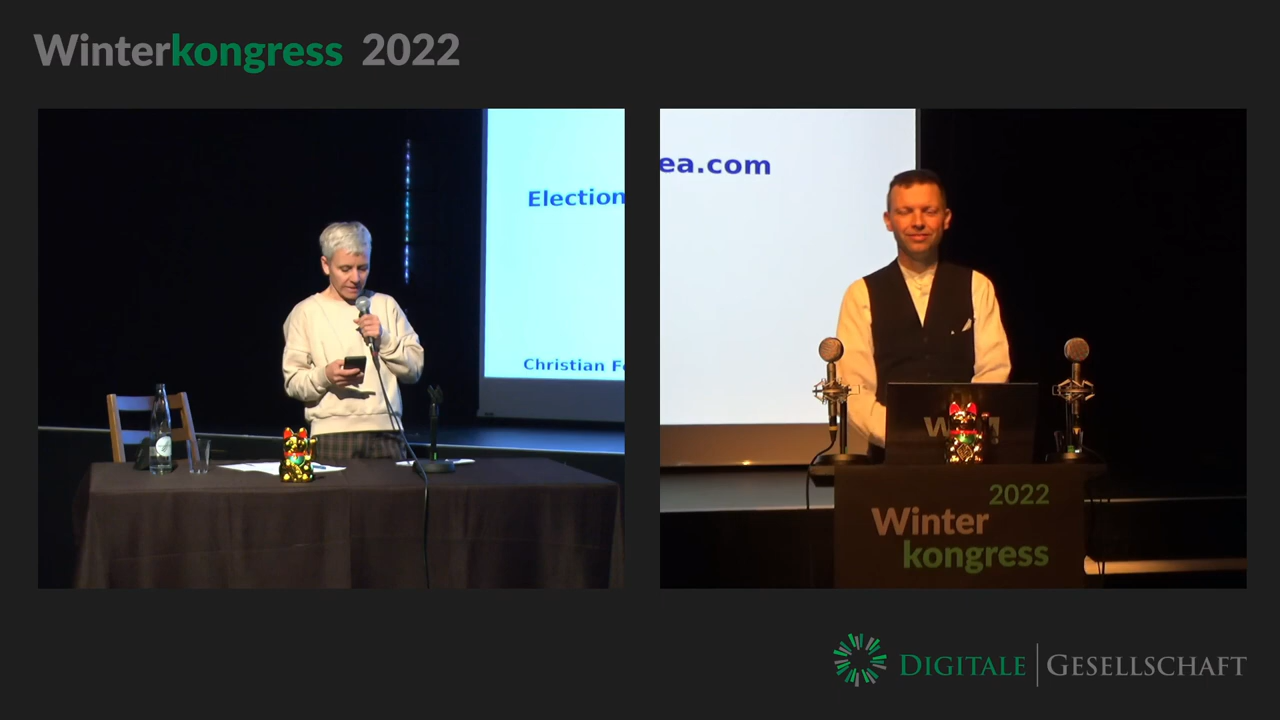 Winterkongress 2022
Election
Christian F
ea.com
2022
Winter
kongress
DIGITALE | GESELLSCHAFT